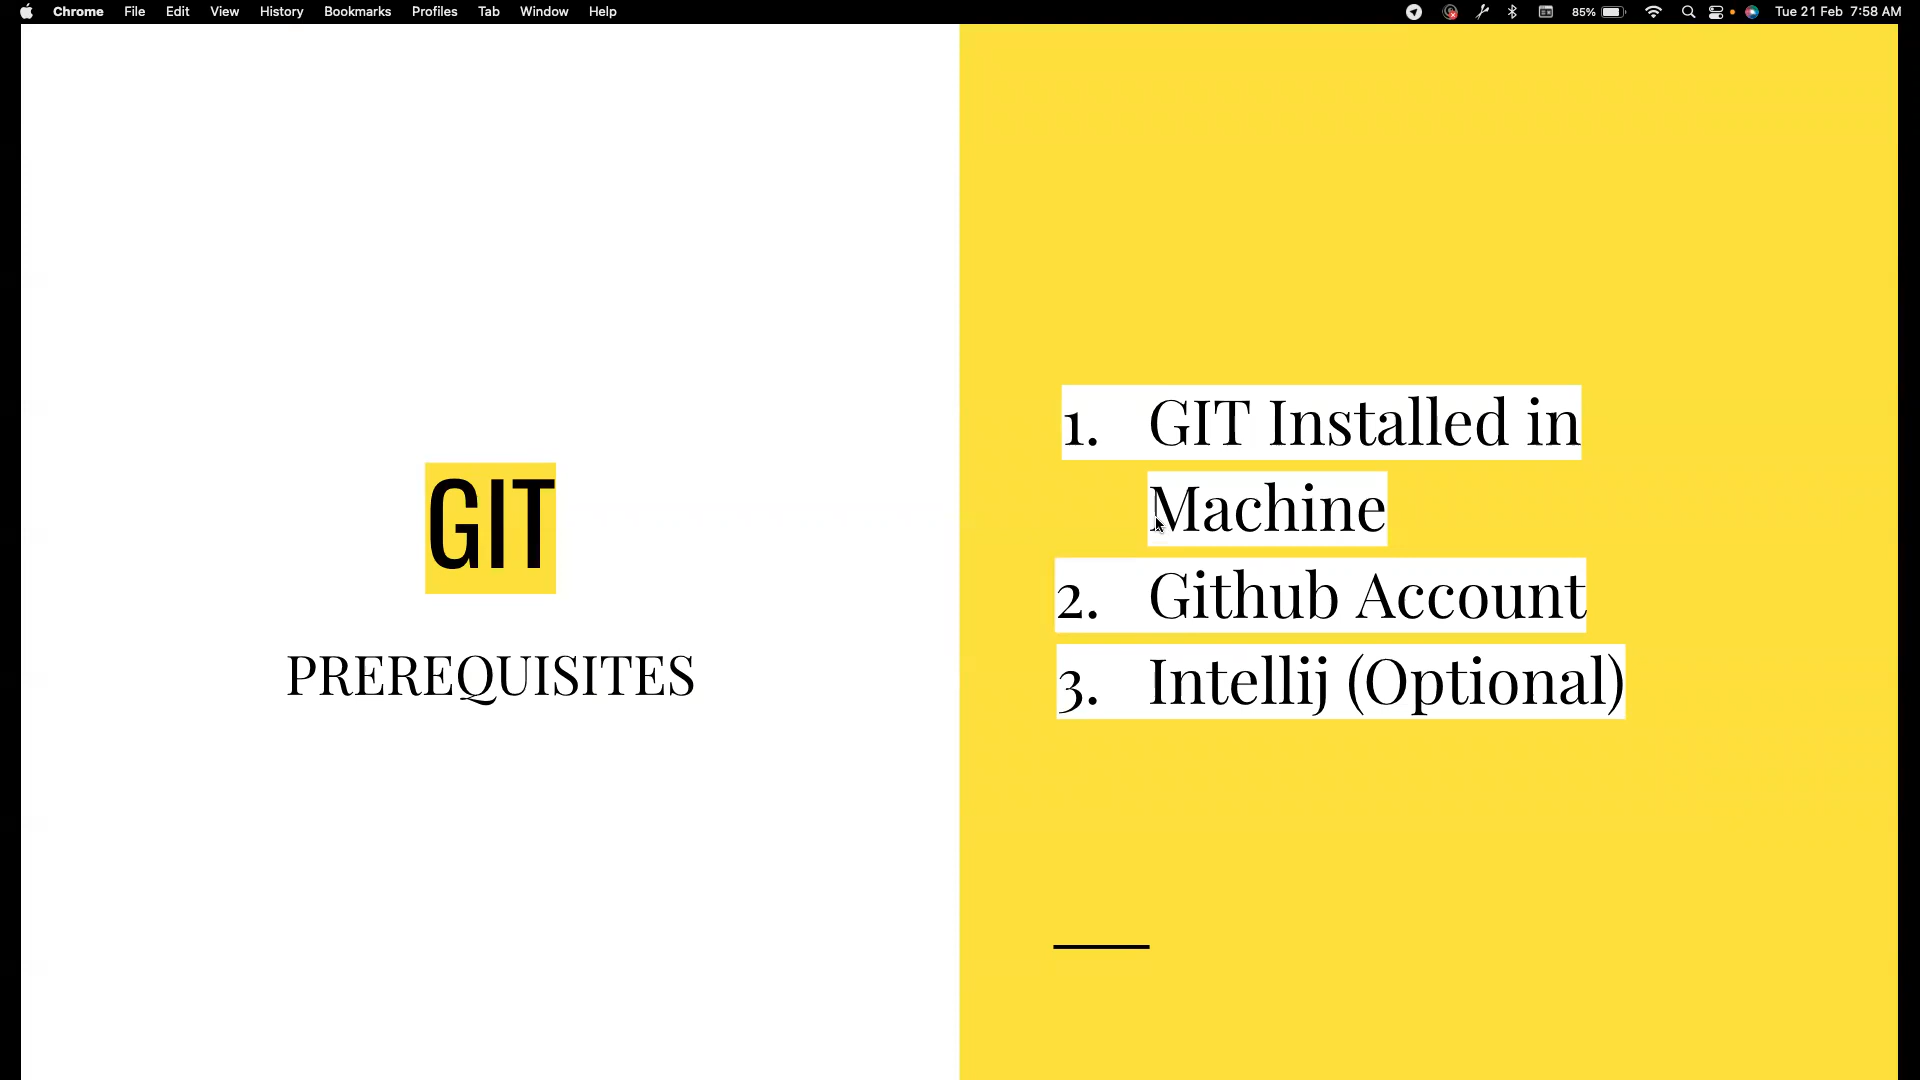 Chrome File Edit View History Bookmarks Profiles Tab Window Help 85% Tue 21 Feb 7:58 AM
GIT
PREREQUISITES
1. GIT Installed in
Machine
2. Github Account
3. Intellij (Optional)